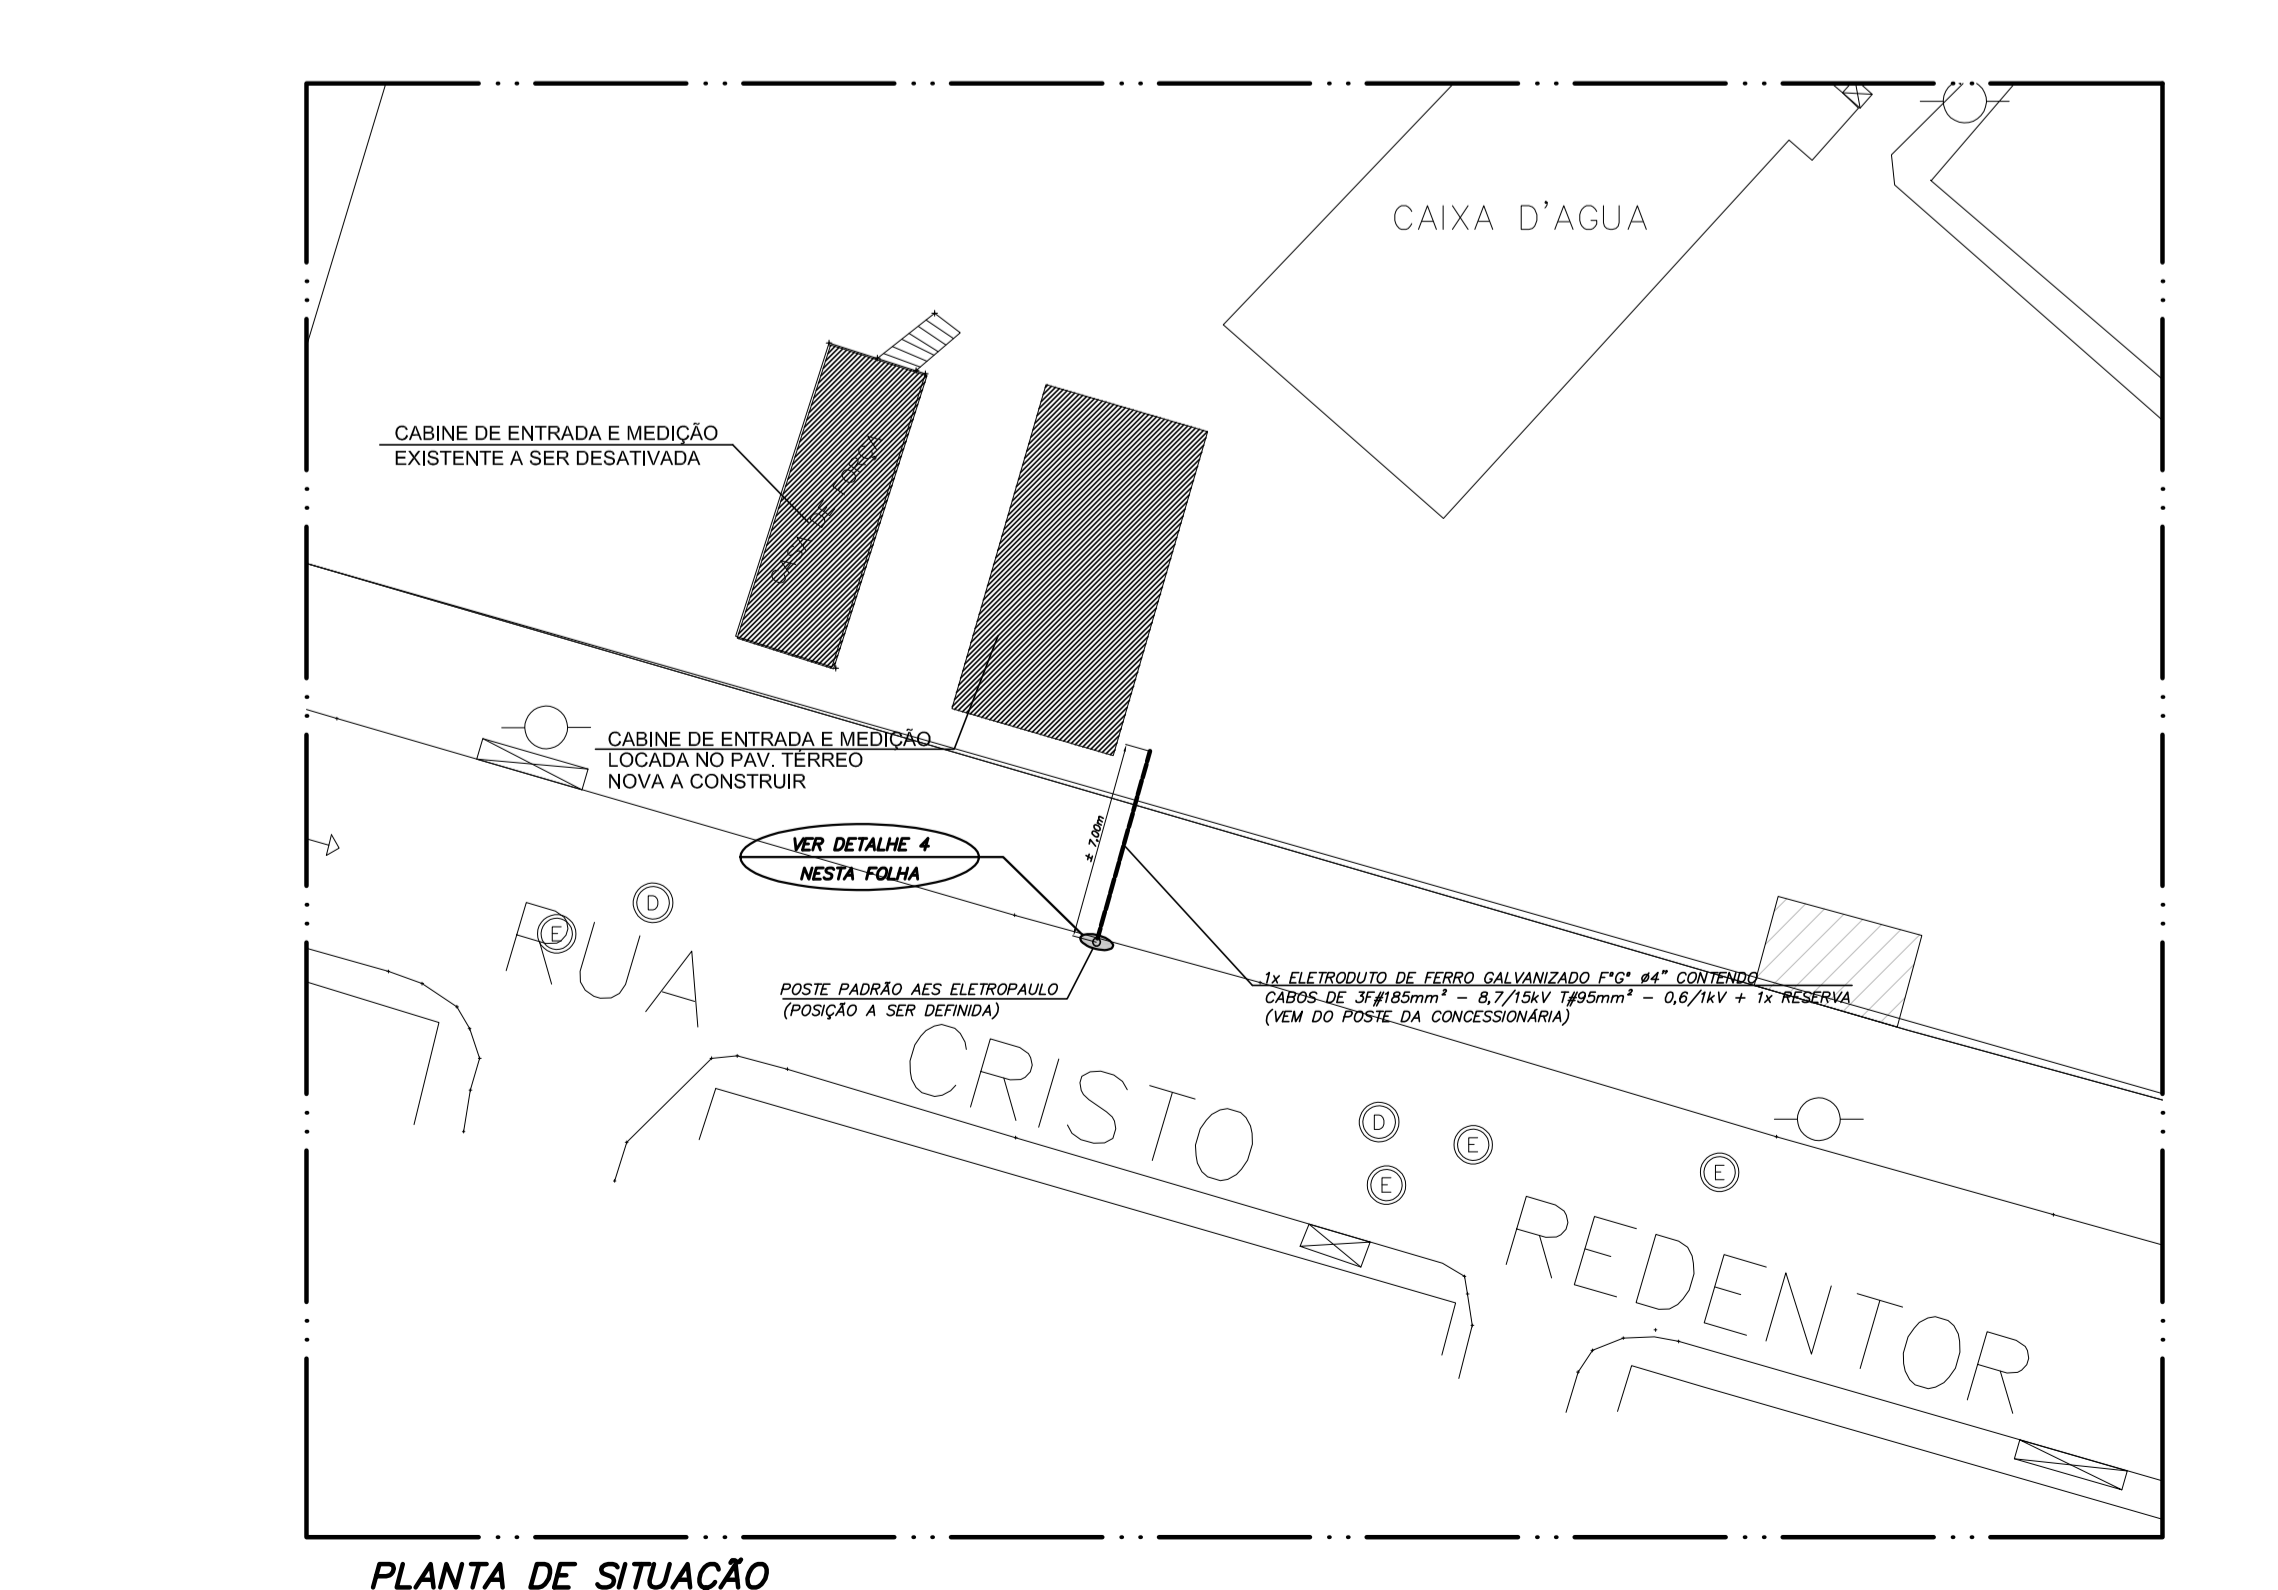 CAIXA D'AGUA
CABINE DE ENTRADA E MEDIÇÃO
EXISTENTE A SER DESATIVADA
CASA DE FORÇA
CABINE DE ENTRADA E MEDIÇÃO
LOCADA NO PAV. TÉRREO
NOVA A CONSTRUIR
± 7,00m
VER DETALHE 4
NESTA FOLHA
D
E
RUA CRISTO REDENTOR
POSTE PADRÃO AES ELETROPAULO
(POSIÇÃO A SER DEFINIDA)
1x ELETRODUTO DE FERRO GALVANIZADO F°G° ø4" CONTENDO
CABOS DE 3F#185mm² - 8,7/15kV T#95mm² - 0,6/1kV + 1x RESERVA
(VEM DO POSTE DA CONCESSIONÁRIA)
D
E
E
E
PLANTA DE SITUAÇÃO